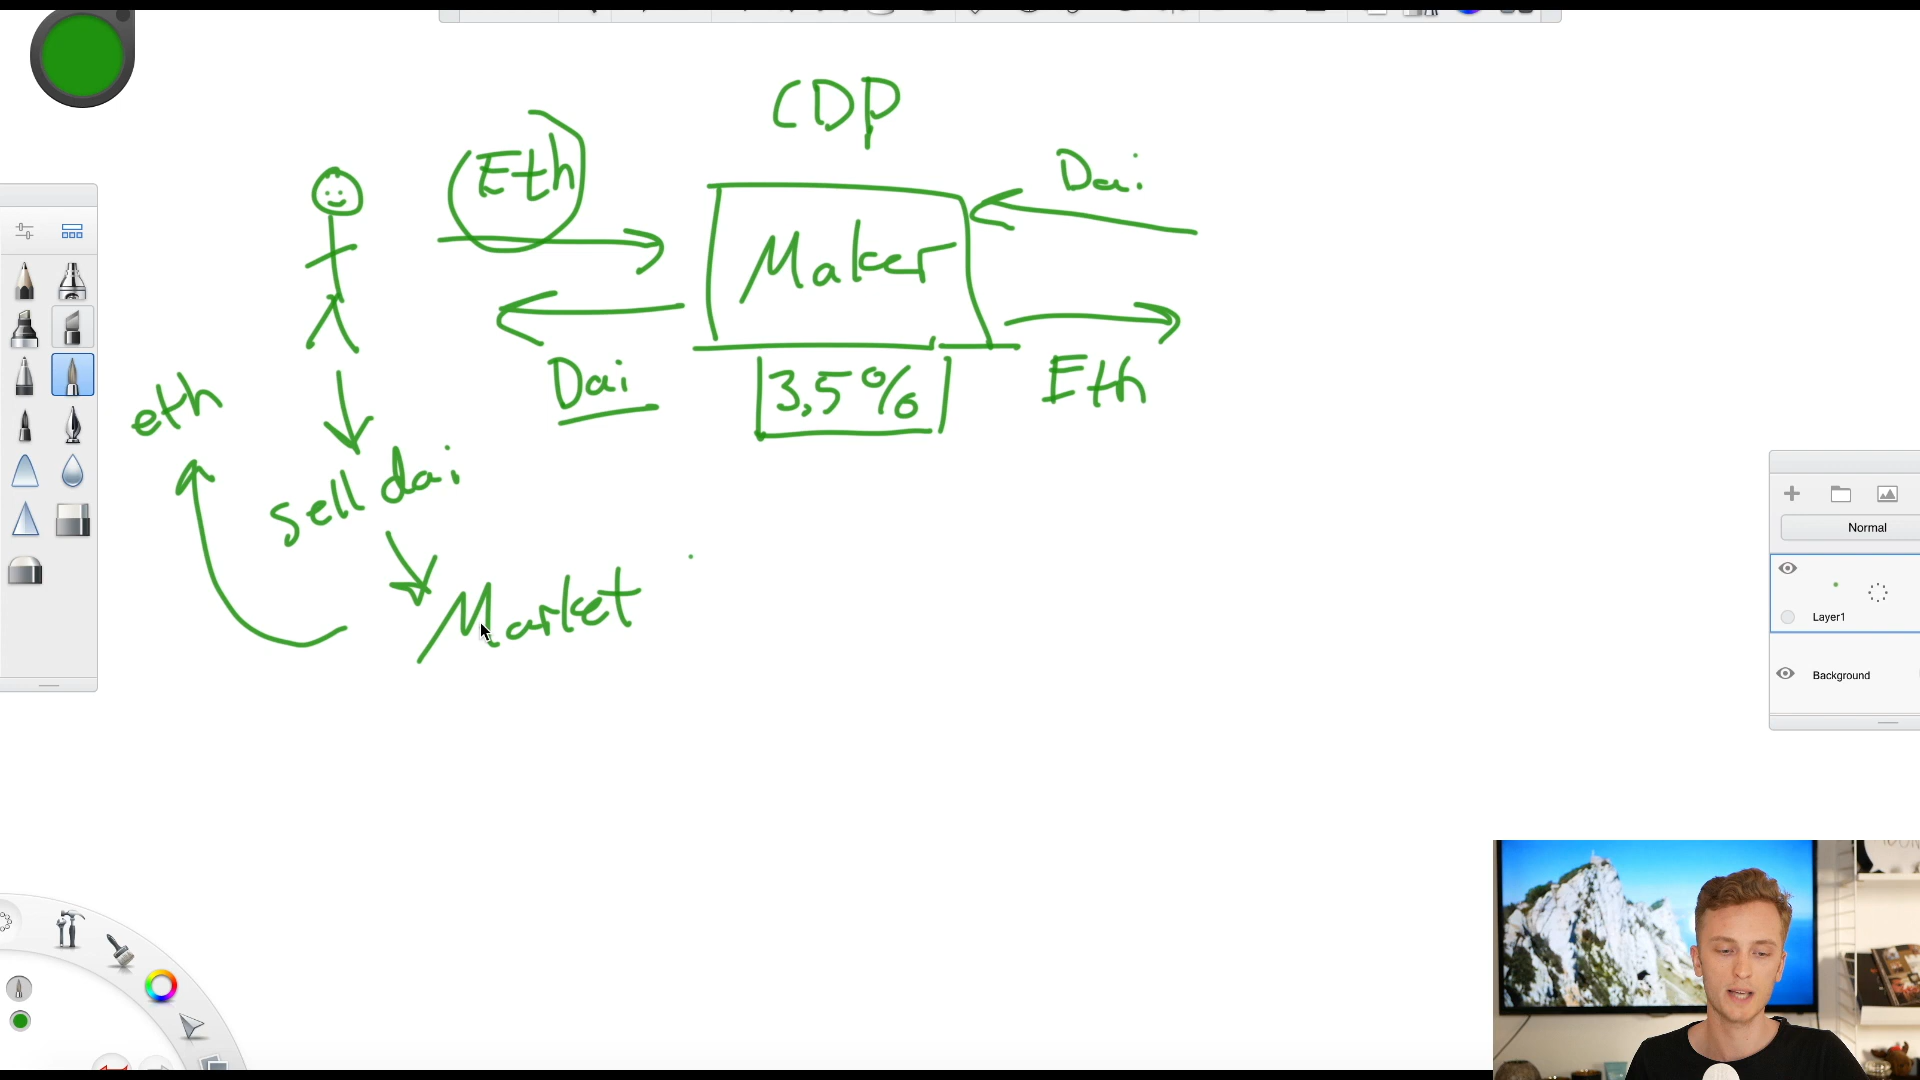 CDP
Eth
Dai
Maker
Dai
3,5%
Eth
eth
sell dai
Market
Normal
Layer1
Background